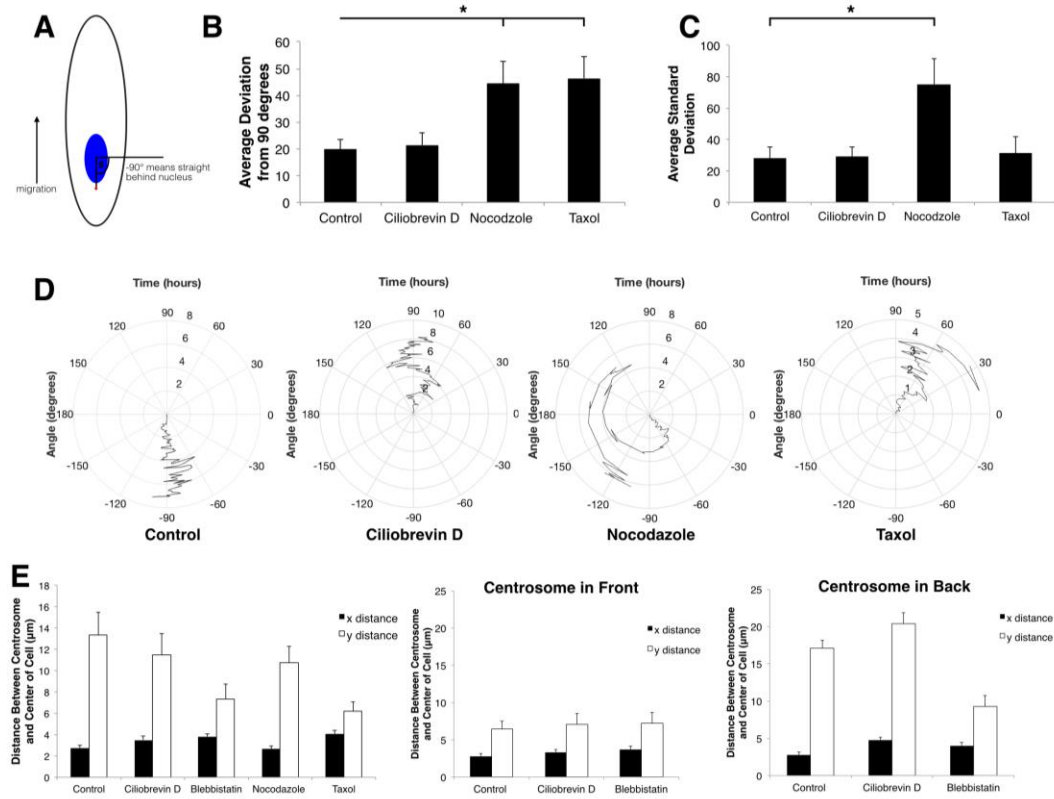 A
migration
-90° means straight
behind nucleus
B
*
Average Deviation
from 90 degrees
60
50
40
30
20
10
0
Control
Ciliobrevin D
Nocodzole
Taxol
C
*
Average Standard
Deviation
100
80
60
40
20
0
Control
Ciliobrevin D
Nocodzole
Taxol
D
Time (hours)
Angle (degrees)
90
8
120
60
6
150
4
30
2
180
0
-150
-30
-120
-60
-90
Control
Time (hours)
Angle (degrees)
90
10
120
60
8
6
150
30
4
2
180
0
-150
-30
-120
-60
-90
Ciliobrevin D
Time (hours)
Angle (degrees)
90
8
120
60
6
150
4
30
2
180
0
-150
-30
-120
-60
-90
Nocodazole
Time (hours)
Angle (degrees)
90
5
120
60
4
3
150
30
2
1
180
0
-150
-30
-120
-60
-90
Taxol
E
Distance Between Centrosome
and Center of Cell (µm)
18
16
14
12
10
8
6
4
2
0
x distance
y distance
Control
Ciliobrevin D
Blebbistatin
Nocodazole
Taxol
Centrosome in Front
Distance Between Centrosome
and Center of Cell (µm)
25
20
15
10
5
0
x distance
y distance
Control
Ciliobrevin D
Blebbistatin
Centrosome in Back
Distance Between Centrosome
and Center of Cell (µm)
25
20
15
10
5
0
x distance
y distance
Control
Ciliobrevin D
Blebbistatin